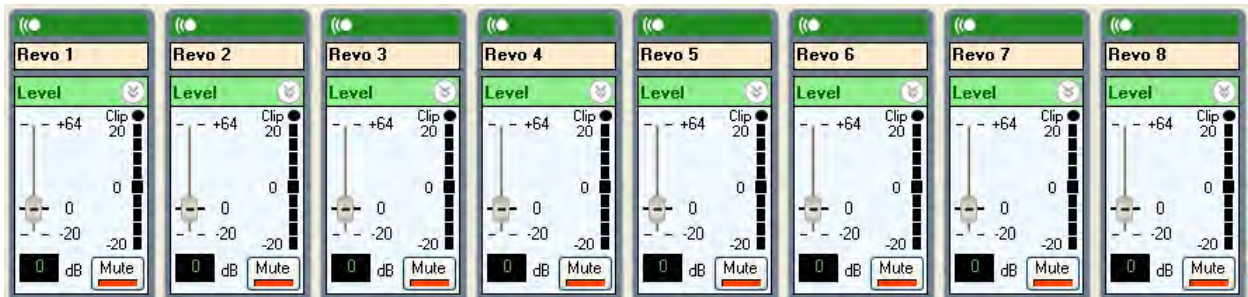 Revo 1 Revo 2 Revo 3 Revo 4 Revo 5 Revo 6 Revo 7 Revo 8
Level Level Level Level Level Level Level Level
+64 Clip +64 Clip +64 Clip +64 Clip +64 Clip +64 Clip +64 Clip +64 Clip
20 20 20 20 20 20 20 20
0 0 0 0 0 0 0 0
0 0 0 0 0 0 0 0
-20 -20 -20 -20 -20 -20 -20 -20 -20 -20 -20 -20 -20 -20 -20 -20
0 dB Mute 0 dB Mute 0 dB Mute 0 dB Mute 0 dB Mute 0 dB Mute 0 dB Mute 0 dB Mute